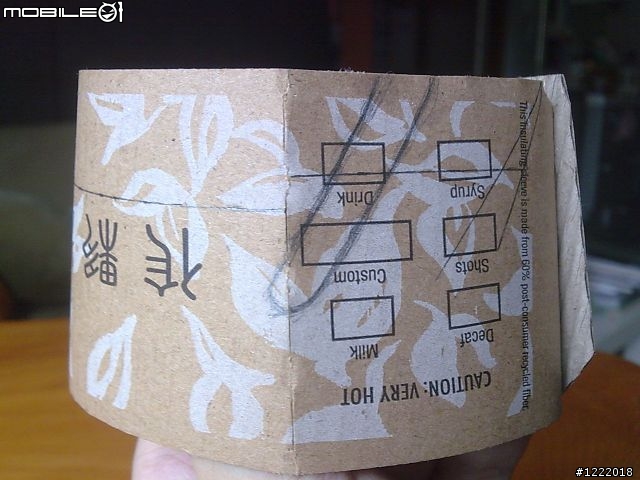 MOBILE01
CAUTION: VERY HOT
Decaf Milk
Shots Custom
Syrup Drink
This insulating sleeve is made from 60% post-consumer recycled fiber.
#1222018